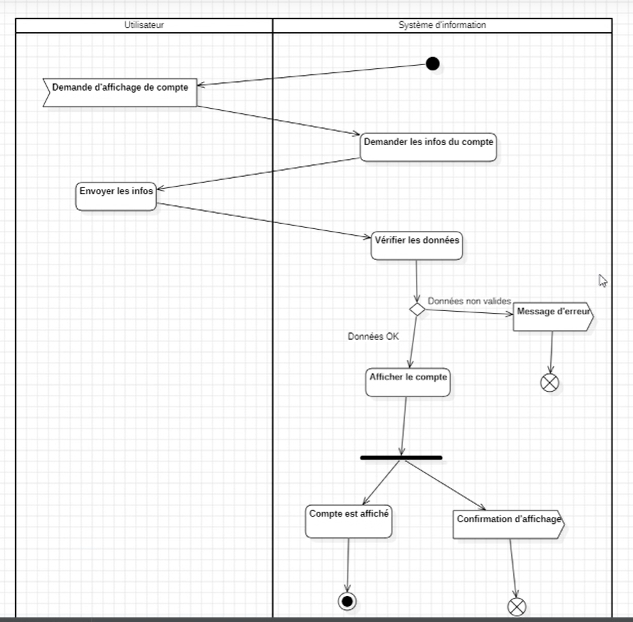 Utilisateur
Système d'information
Demande d'affichage de compte
Demander les infos du compte
Envoyer les infos
Vérifier les données
Données non valides
Message d'erreur
Données OK
Afficher le compte
Compte est affiché
Confirmation d'affichage